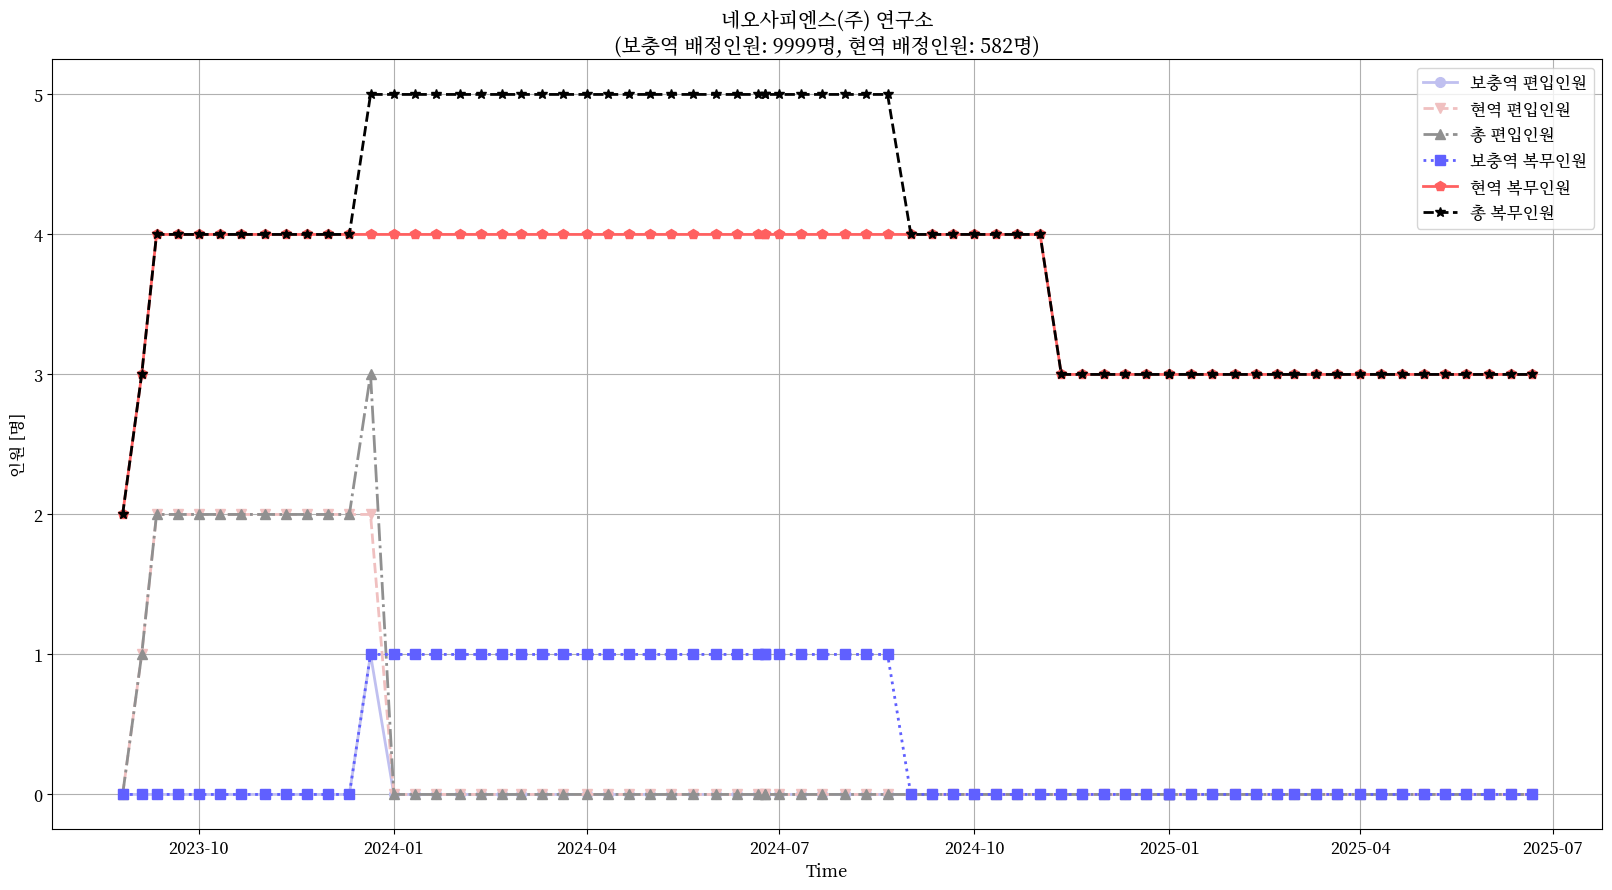 네오사피엔스(주) 연구소
(보충역 배정인원: 9999명, 현역 배정인원: 582명)
보충역 편입인원
현역 편입인원
총 편입인원
보충역 복무인원
현역 복무인원
총 복무인원
인원 [명]
5
4
3
2
1
0
2023-10
2024-01
2024-04
2024-07
2024-10
2025-01
2025-04
2025-07
Time